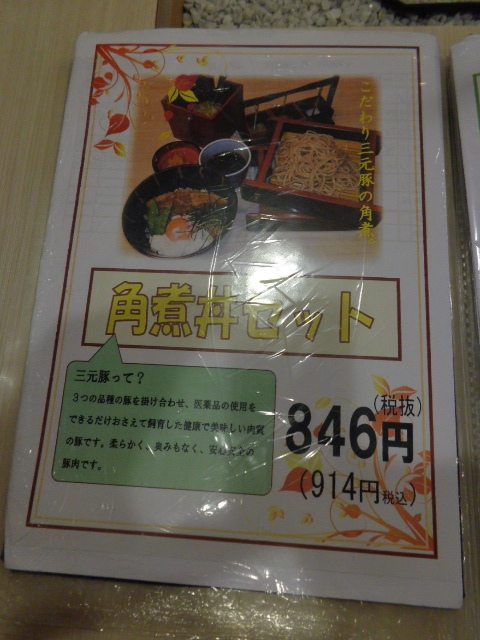 こだわり三元豚の角煮。
角煮丼セット
三元豚って？
３つの品種の豚を掛け合わせ、医薬品の使用を
できるだけおさえて飼育した健康で美味しい肉質
の豚です。柔らかく、臭みもなく、安心安全の
豚肉です。
(税抜)
846円
(914円税込)